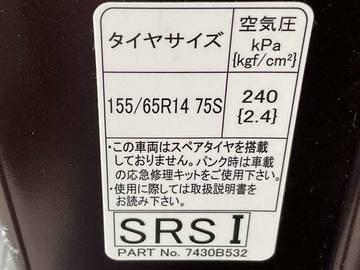 タイヤサイズ
空気圧
kPa
{kgf/cm²}
155/65R14 75S
240
{2.4}
・この車両はスペアタイヤを搭載
しておりません。パンク時は車載
の応急修理キットをご使用下さい。
・使用に際しては取扱説明書を
お読み下さい。
SRS I
PART No. 7430B532